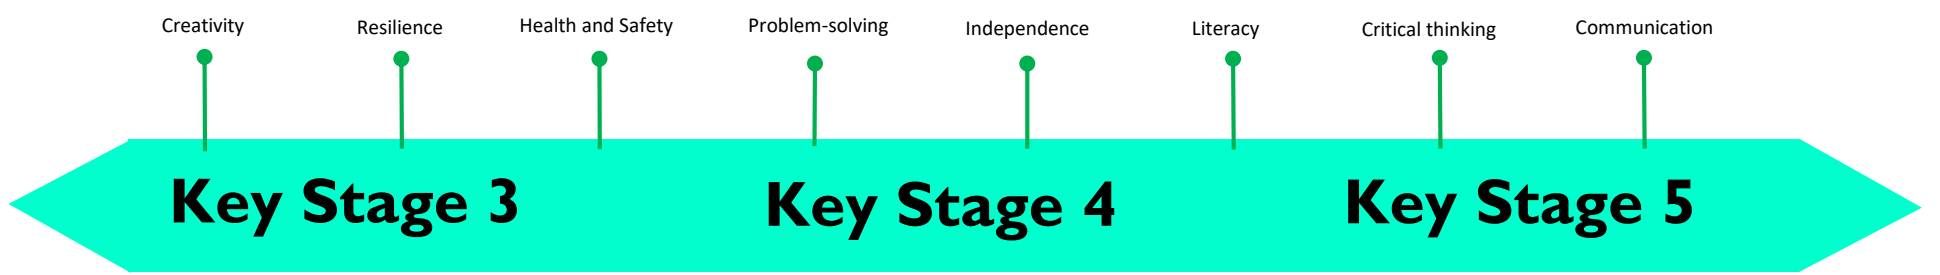 Creativity
Resilience
Health and Safety
Problem-solving
Independence
Literacy
Critical thinking
Communication
Key Stage 3
Key Stage 4
Key Stage 5